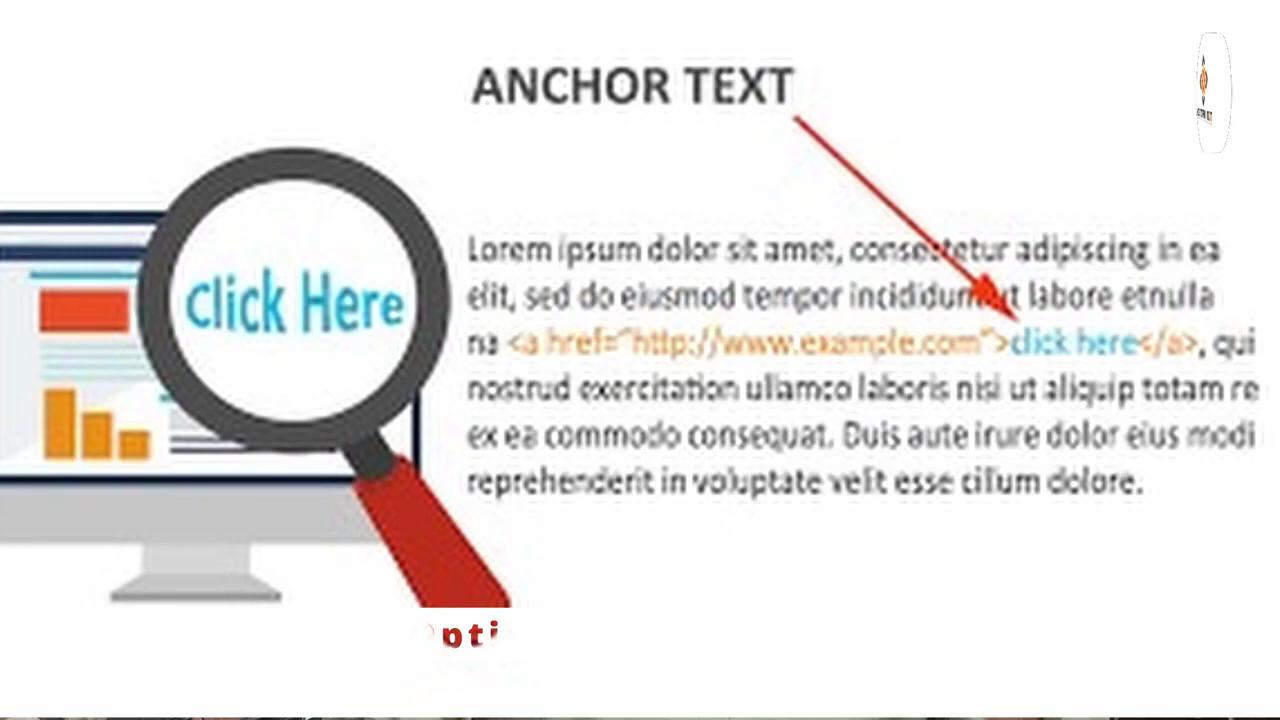 ANCHOR TEXT
Click Here
Lorem ipsum dolor sit amet, consectetur adipiscing in ea
elit, sed do eiusmod tempor incididunt ut labore etnulla
na <a href="http://www.example.com">click here</a>, qui
nostrud exercitation ullamco laboris nisi ut aliquip totam re
ex ea commodo consequat. Duis aute irure dolor eius modi
reprehenderit in voluptate velit esse cillum dolore.
pti